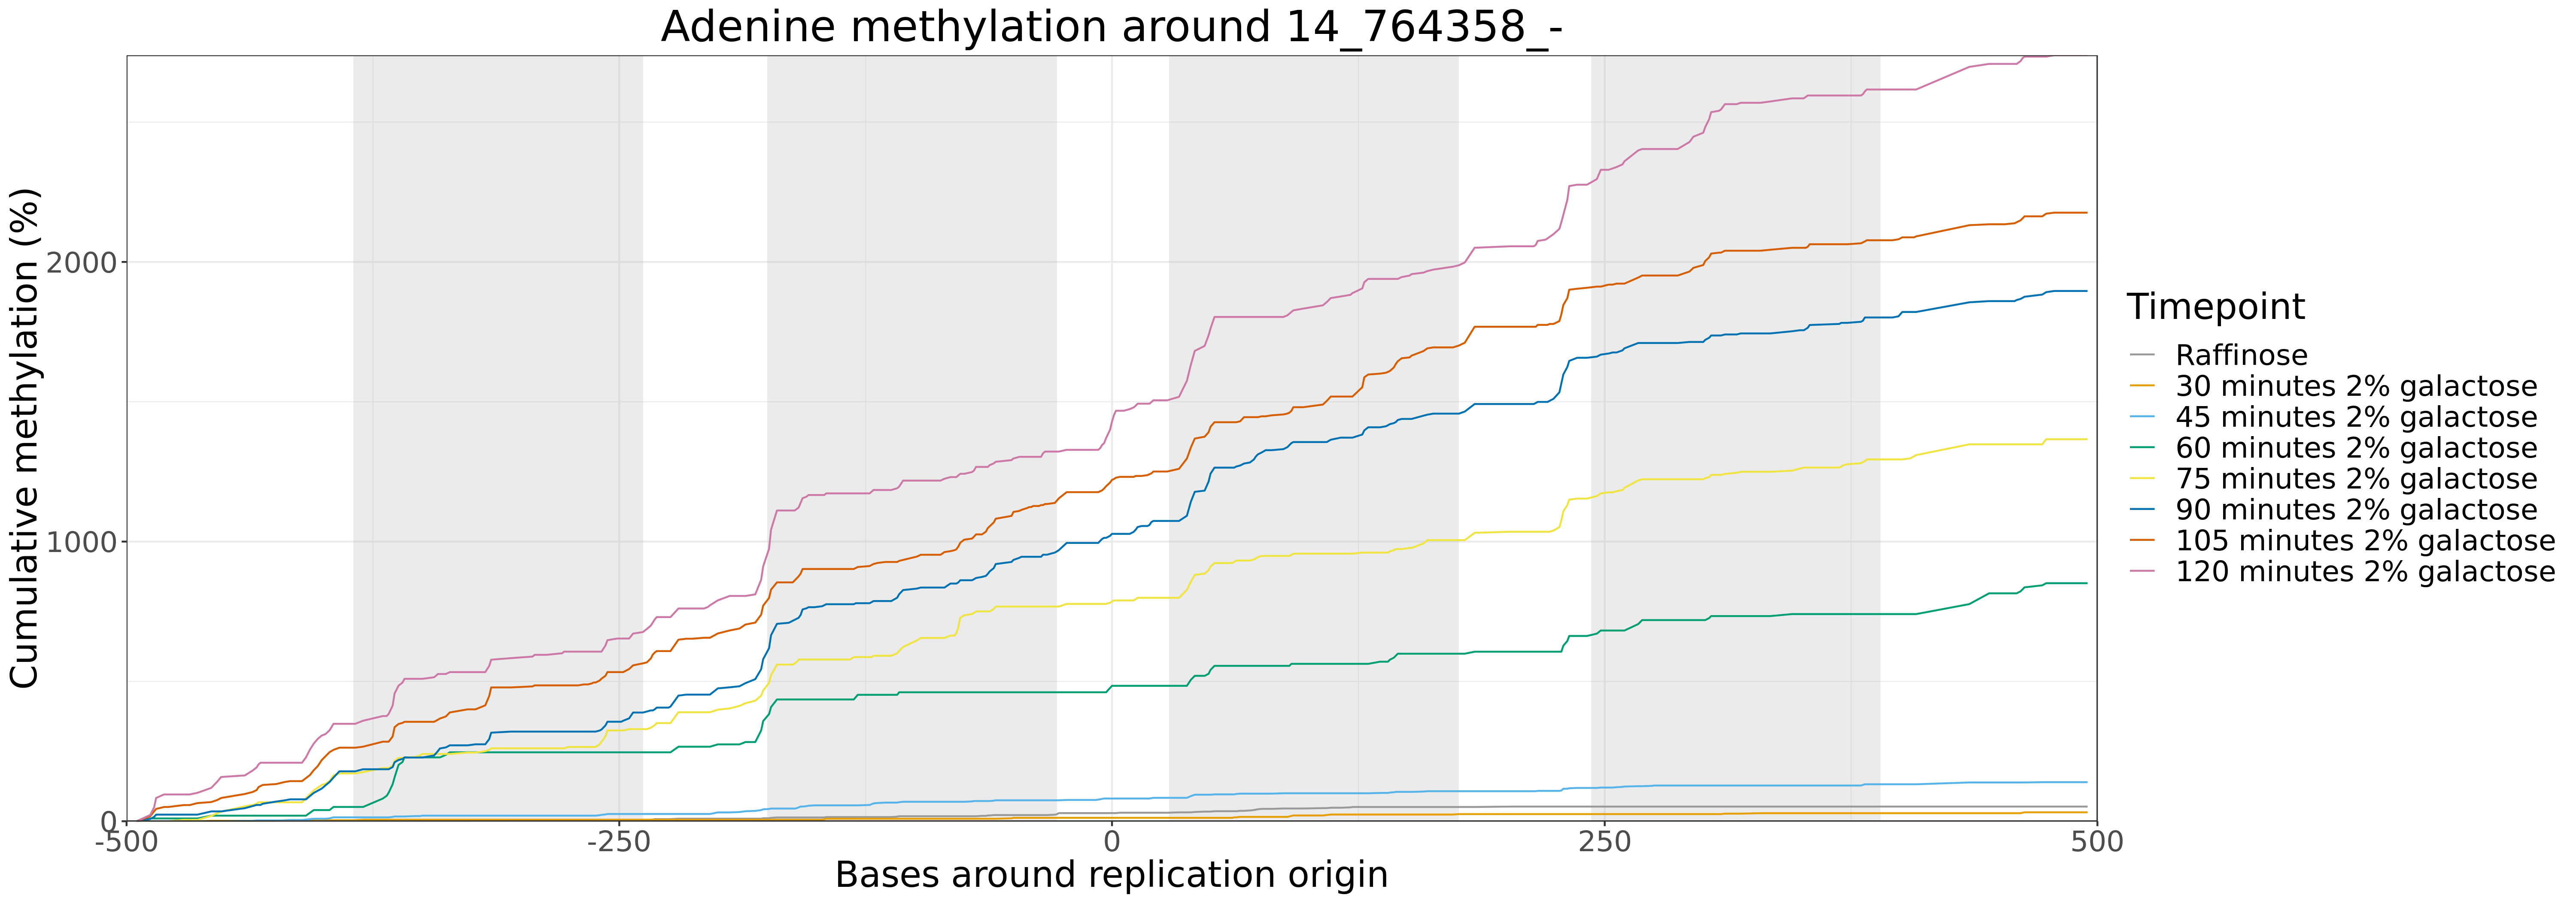 Adenine methylation around 14_764358_-
Cumulative methylation (%)
2000
1000
0
-500
-250
0
250
500
Bases around replication origin
Timepoint
Raffinose
30 minutes 2% galactose
45 minutes 2% galactose
60 minutes 2% galactose
75 minutes 2% galactose
90 minutes 2% galactose
105 minutes 2% galactose
120 minutes 2% galactose